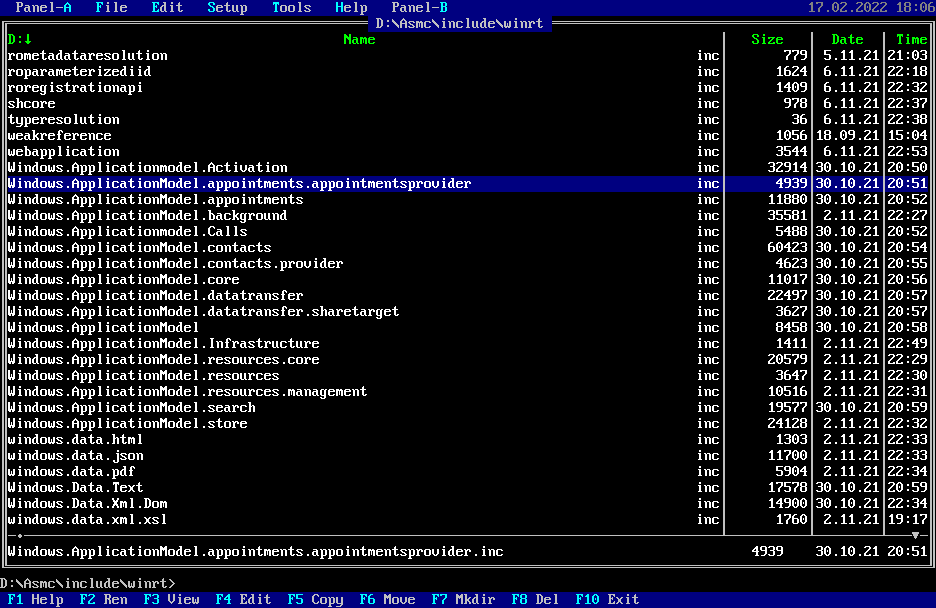 Panel-A File Edit Setup Tools Help Panel-B 17.02.2022 18:06
D:\Asmc\include\winrt
D:↓ Name Size Date Time
rometadataresolution inc 779 5.11.21 21:03
roparameterizediid inc 1624 6.11.21 22:18
roregistrationapi inc 1409 6.11.21 22:32
shcore inc 978 6.11.21 22:37
typeresolution inc 36 6.11.21 22:38
weakreference inc 1056 18.09.21 15:04
webapplication inc 3544 6.11.21 22:53
Windows.Applicationmodel.Activation inc 32914 30.10.21 20:50
Windows.ApplicationModel.appointments.appointmentsprovider inc 4939 30.10.21 20:51
Windows.ApplicationModel.appointments inc 11880 30.10.21 20:52
Windows.ApplicationModel.background inc 35581 2.11.21 22:27
Windows.Applicationmodel.Calls inc 5488 30.10.21 20:52
Windows.ApplicationModel.contacts inc 60423 30.10.21 20:54
Windows.ApplicationModel.contacts.provider inc 4623 30.10.21 20:55
Windows.ApplicationModel.core inc 11017 30.10.21 20:56
Windows.ApplicationModel.datatransfer inc 22497 30.10.21 20:57
Windows.ApplicationModel.datatransfer.sharetarget inc 3627 30.10.21 20:57
Windows.ApplicationModel inc 8458 30.10.21 20:58
Windows.ApplicationModel.Infrastructure inc 1411 2.11.21 22:49
Windows.ApplicationModel.resources.core inc 20579 2.11.21 22:29
Windows.ApplicationModel.resources inc 3647 2.11.21 22:30
Windows.ApplicationModel.resources.management inc 10516 2.11.21 22:31
Windows.ApplicationModel.search inc 19577 30.10.21 20:59
Windows.ApplicationModel.store inc 24128 2.11.21 22:32
windows.data.html inc 1303 2.11.21 22:33
windows.data.json inc 11700 2.11.21 22:33
windows.data.pdf inc 5904 2.11.21 22:34
Windows.Data.Text inc 17578 30.10.21 20:59
Windows.Data.Xml.Dom inc 14900 30.10.21 22:34
windows.data.xml.xsl inc 1760 2.11.21 19:17
Windows.ApplicationModel.appointments.appointmentsprovider.inc 4939 30.10.21 20:51
D:\Asmc\include\winrt>
F1 Help F2 Ren F3 View F4 Edit F5 Copy F6 Move F7 Mkdir F8 Del F10 Exit